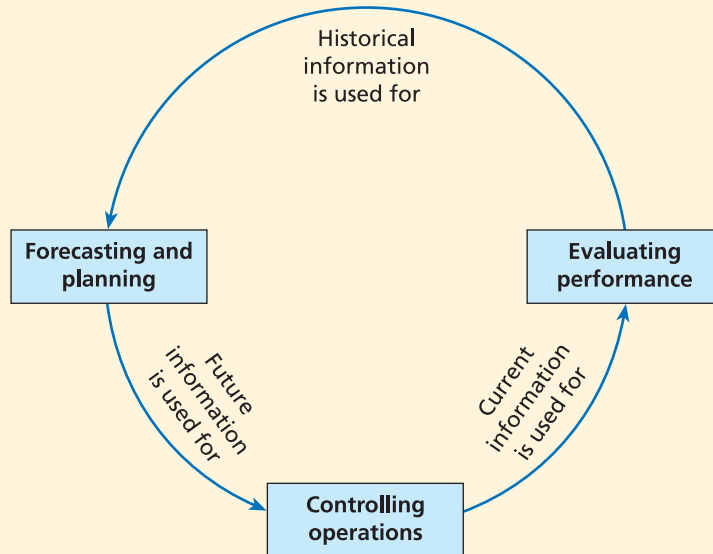 Historical
information
is used for
Forecasting and
planning
Evaluating
performance
Future
information
is used for
Current
information
is used for
Controlling
operations